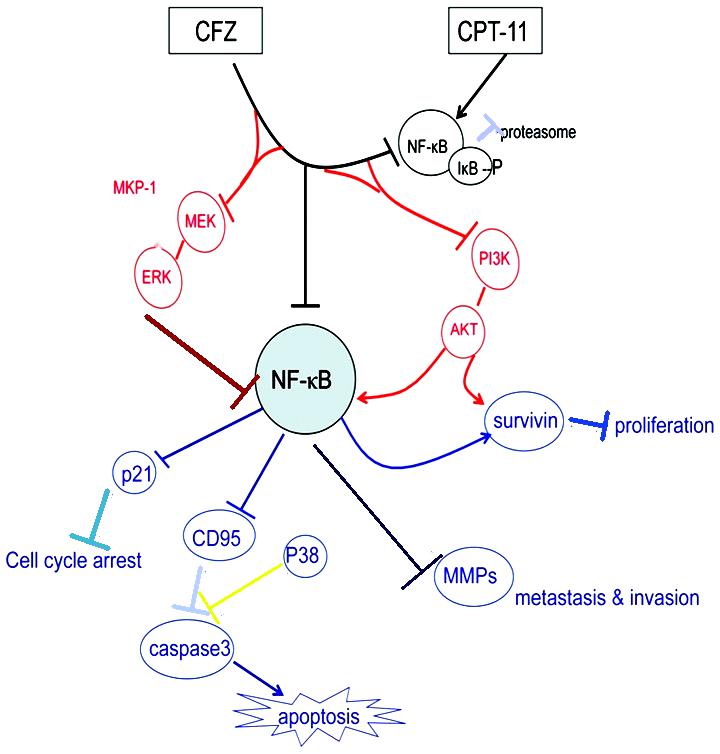 CFZ
CPT-11
NF-κB
IκB --P
proteasome
MKP-1
MEK
ERK
PI3K
AKT
NF-κB
survivin
proliferation
p21
Cell cycle arrest
CD95
P38
MMPs
metastasis & invasion
caspase3
apoptosis